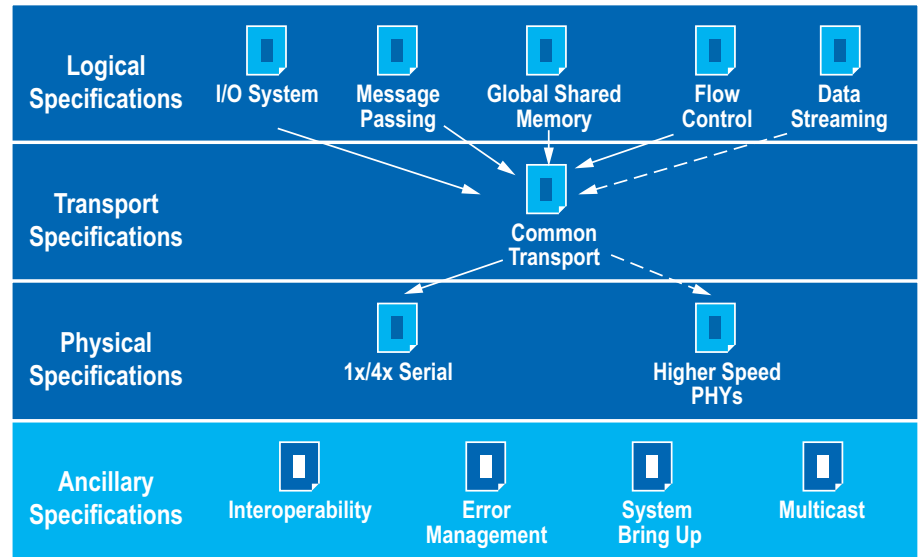 Logical
Specifications
I/O System
Message
Passing
Global Shared
Memory
Flow
Control
Data
Streaming
Transport
Specifications
Common
Transport
Physical
Specifications
1x/4x Serial
Higher Speed
PHYs
Ancillary
Specifications
Interoperability
Error
Management
System
Bring Up
Multicast